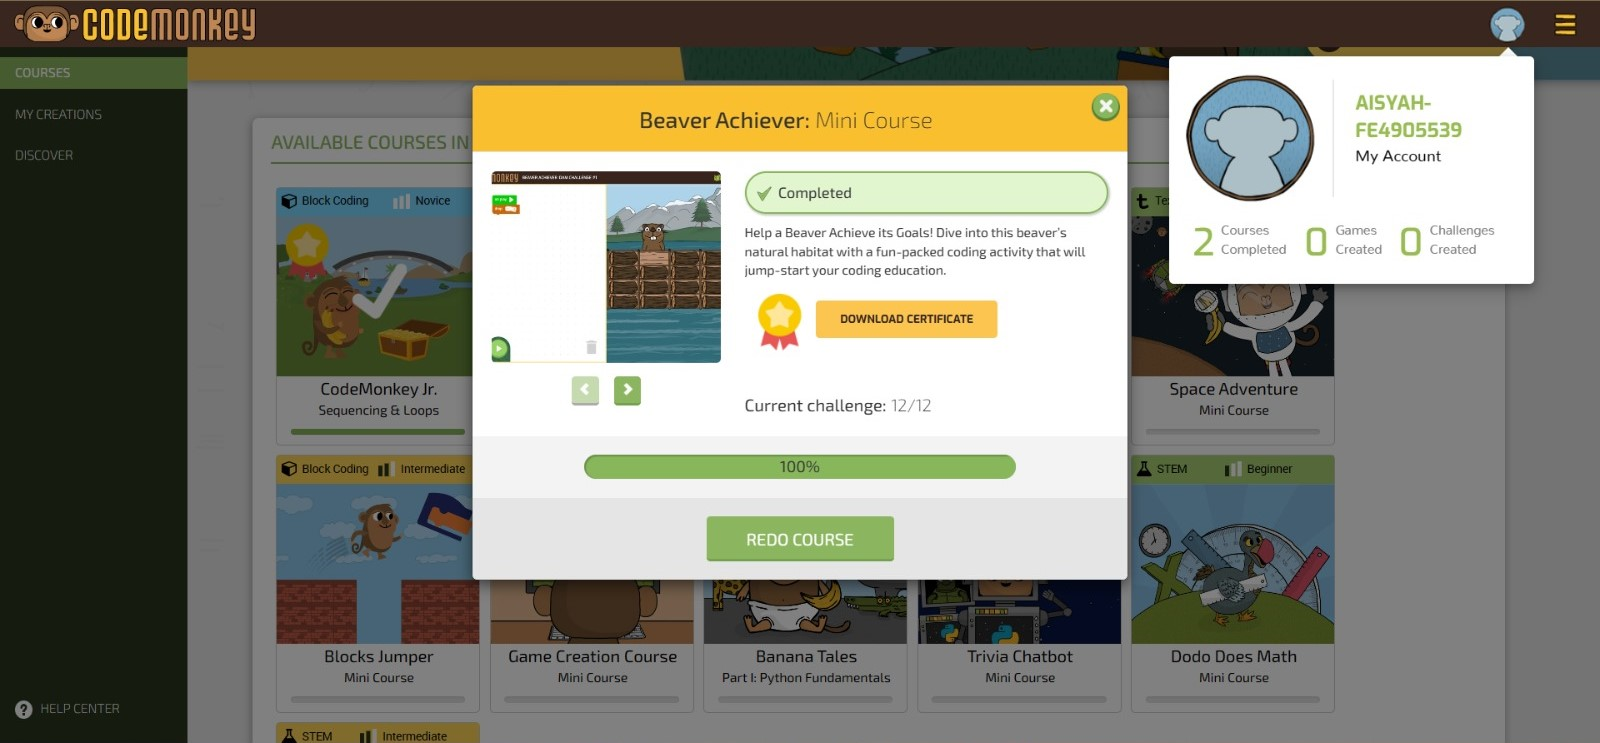 CODEMONKEY
COURSES
MY CREATIONS
DISCOVER
HELP CENTER
AVAILABLE COURSES IN
AISYAH-
FE4905539
My Account
2 Courses Completed
0 Games Created
0 Challenges Created
Beaver Achiever: Mini Course
BEAVER ACHIEVER
Completed
Help a Beaver Achieve its Goals! Dive into this beaver's
natural habitat with a fun-packed coding activity that will
jump-start your coding education.
DOWNLOAD CERTIFICATE
Current challenge: 12/12
100%
REDO COURSE
Block Coding Novice
CodeMonkey Jr.
Sequencing & Loops
Space Adventure
Mini Course
Block Coding Intermediate
STEM Beginner
Blocks Jumper
Mini Course
Game Creation Course
Mini Course
Banana Tales
Part I: Python Fundamentals
Trivia Chatbot
Mini Course
Dodo Does Math
Mini Course
STEM Intermediate